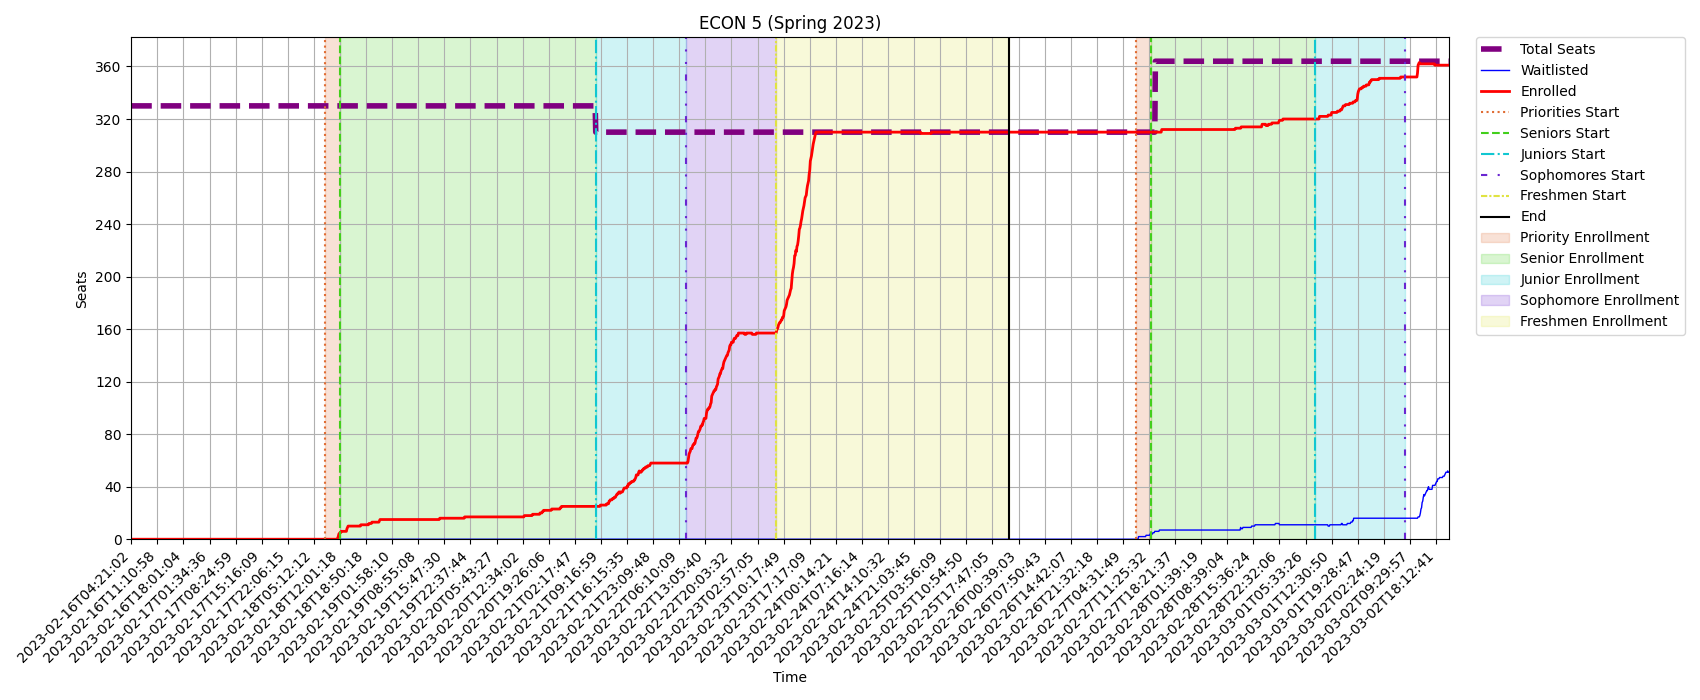 ECON 5 (Spring 2023)
Seats
360
320
280
240
200
160
120
80
40
0
2023-02-16T04:21:02
2023-02-16T11:10:58
2023-02-16T18:01:04
2023-02-17T01:34:36
2023-02-17T08:24:59
2023-02-17T15:16:09
2023-02-17T22:06:15
2023-02-18T05:12:12
2023-02-18T12:01:18
2023-02-18T18:50:18
2023-02-19T01:58:10
2023-02-19T08:55:08
2023-02-19T15:47:30
2023-02-19T22:37:44
2023-02-20T05:43:27
2023-02-20T12:34:02
2023-02-20T19:26:06
2023-02-21T02:17:47
2023-02-21T09:16:59
2023-02-21T16:15:35
2023-02-21T23:09:48
2023-02-22T06:10:09
2023-02-22T13:05:40
2023-02-22T20:03:32
2023-02-23T02:57:05
2023-02-23T10:17:49
2023-02-23T17:17:09
2023-02-24T00:14:21
2023-02-24T07:16:14
2023-02-24T14:10:32
2023-02-24T21:03:45
2023-02-25T03:56:09
2023-02-25T10:54:50
2023-02-25T17:47:05
2023-02-26T00:39:03
2023-02-26T07:50:43
2023-02-26T14:42:07
2023-02-26T21:32:18
2023-02-27T04:31:49
2023-02-27T11:25:32
2023-02-27T18:21:37
2023-02-28T01:39:19
2023-02-28T08:39:04
2023-02-28T15:36:24
2023-02-28T22:32:06
2023-03-01T05:33:26
2023-03-01T12:30:50
2023-03-01T19:28:47
2023-03-02T02:24:19
2023-03-02T09:29:57
2023-03-02T18:12:41
Time
Total Seats
Waitlisted
Enrolled
Priorities Start
Seniors Start
Juniors Start
Sophomores Start
Freshmen Start
End
Priority Enrollment
Senior Enrollment
Junior Enrollment
Sophomore Enrollment
Freshmen Enrollment